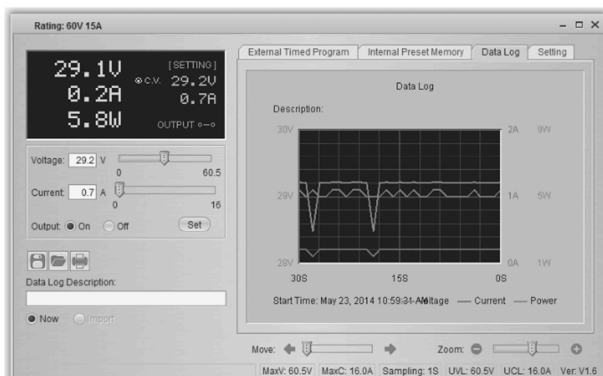 Rating: 60V 15A
29.1V
0.2A
5.8W
[SETTING]
C.V. 29.2V
0.7A
OUTPUT
Voltage: 29.2 V
0 60.5
Current: 0.7 A
0 16
Output: On Off Set
Data Log Description:
Now Import
External Timed Program Internal Preset Memory Data Log Setting
Data Log
Description:
30V 2A 9W
29V 1A 5W
28V 0A 1W
30S 15S 0S
Start Time: May 23, 2014 10:59:31 AM Voltage Current Power
Move: Zoom:
MaxV: 60.5V MaxC: 16.0A Sampling: 1S UVL: 60.5V UCL: 16.0A Ver: V1.6